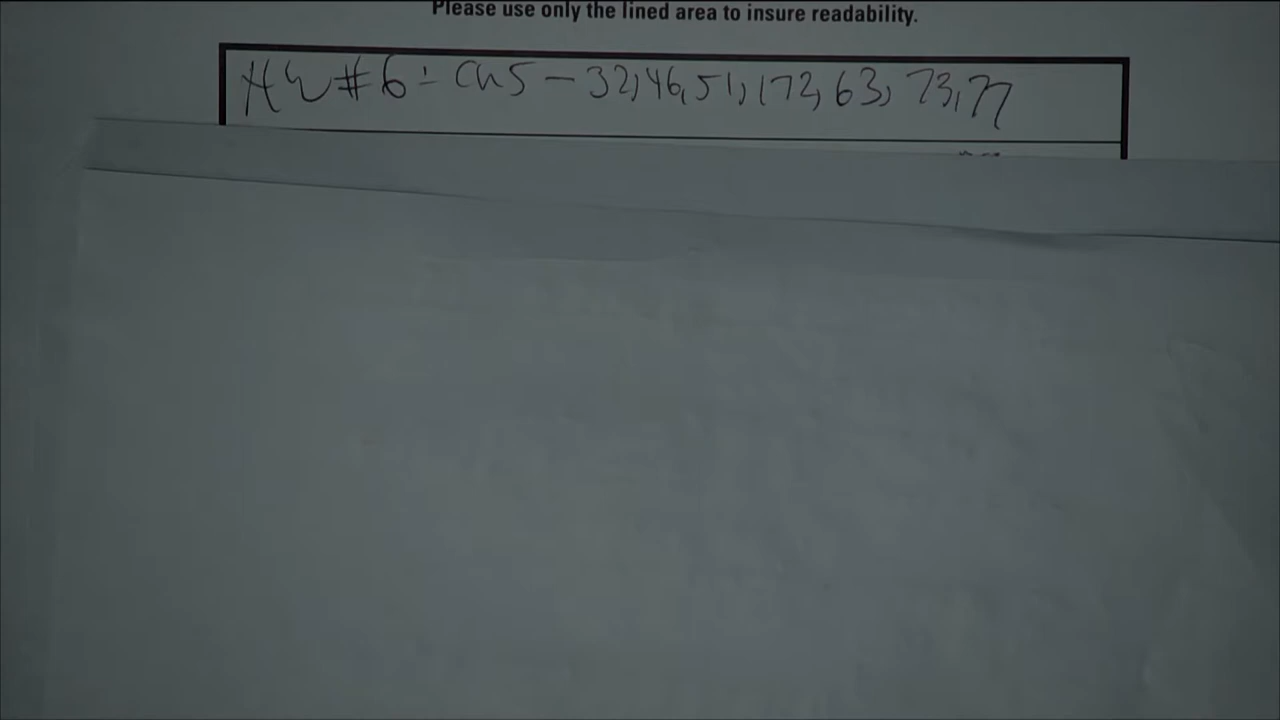 Please use only the lined area to insure readability.
HW #6: Ch5 - 32, 46, 51, 172, 63, 73, 77